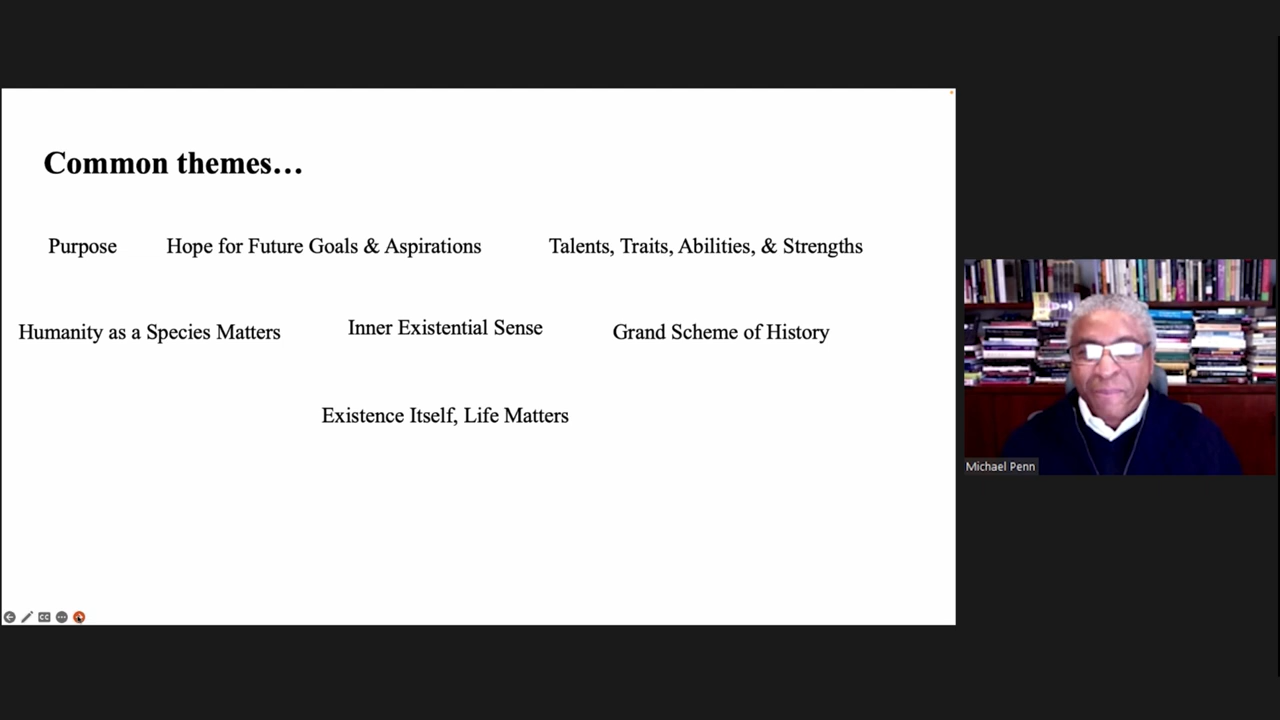 Common themes…
Purpose
Hope for Future Goals & Aspirations
Talents, Traits, Abilities, & Strengths
Humanity as a Species Matters
Inner Existential Sense
Grand Scheme of History
Existence Itself, Life Matters
Michael Penn
CC